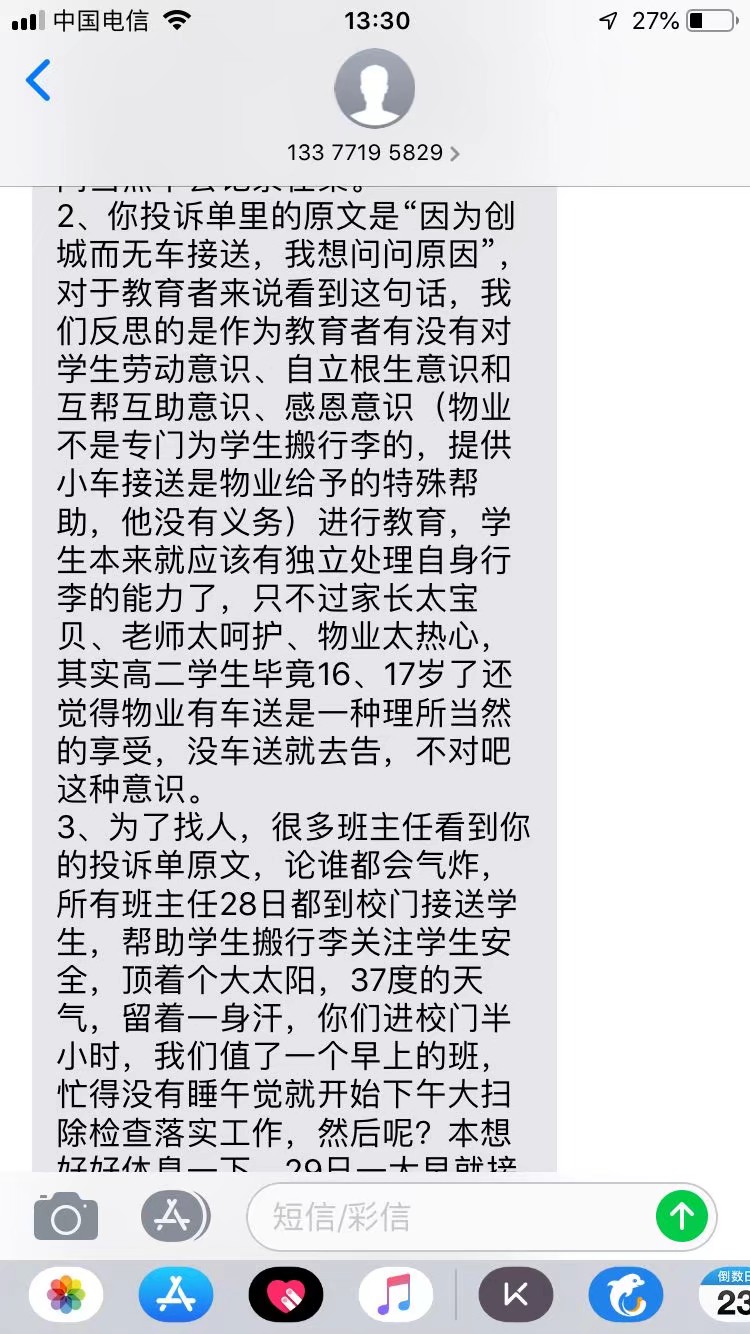 中国电信
13:30
27%
133 7719 5829
2、你投诉单里的原文是“因为创
城而无车接送，我想问问原因”，
对于教育者来说看到这句话，我
们反思的是作为教育者有没有对
学生劳动意识、自立根生意识和
互帮互助意识、感恩意识（物业
不是专门为学生搬行李的，提供
小车接送是物业给予的特殊帮
助，他没有义务）进行教育，学
生本来就应该有独立处理自身行
李的能力了，只不过家长太宝
贝、老师太呵护、物业太热心，
其实高二学生毕竟16、17岁了还
觉得物业有车送是一种理所当然
的享受，没车送就去告，不对吧
这种意识。
3、为了找人，很多班主任看到你
的投诉单原文，论谁都会气炸，
所有班主任28日都到校门接送学
生，帮助学生搬行李关注学生安
全，顶着个大太阳，37度的天
气，留着一身汗，你们进校门半
小时，我们值了一个早上的班，
忙得没有睡午觉就开始下午大扫
除检查落实工作，然后呢？本想
好好休息一下，29日一大早就接
短信/彩信
倒数日
23